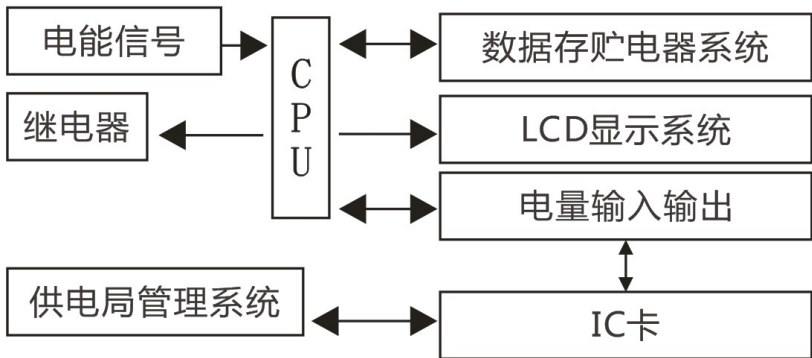 电能信号
CPU
数据存贮电器系统
继电器
LCD显示系统
电量输入输出
供电局管理系统
IC卡